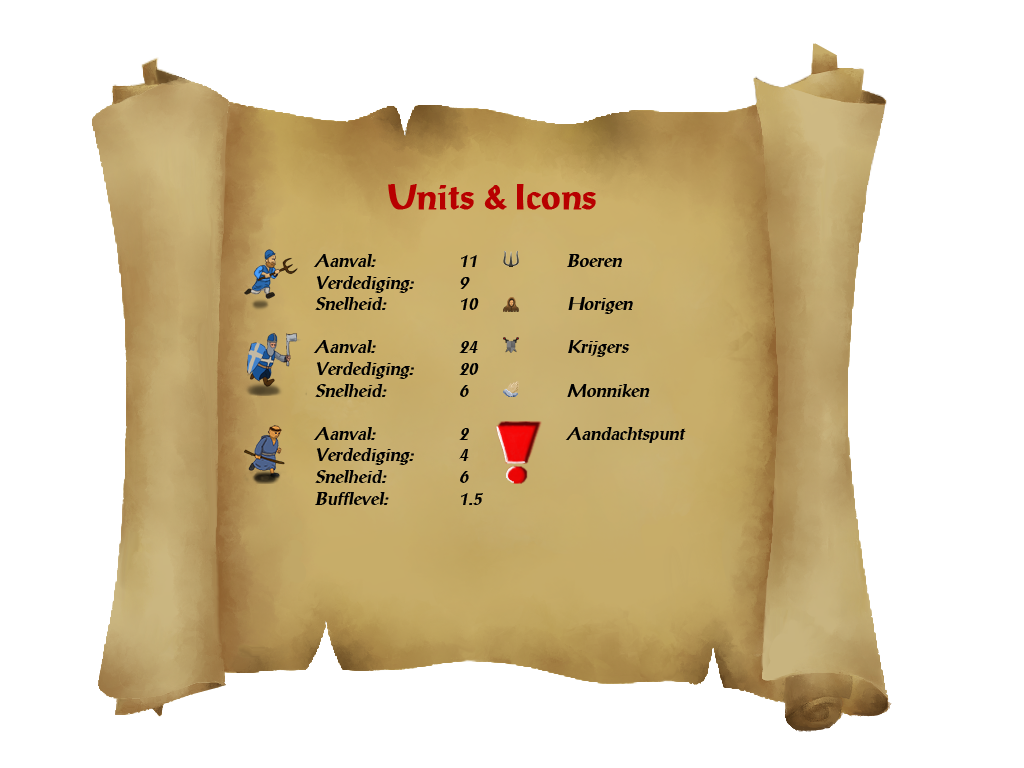 Units & Icons
Aanval: 11 Boeren
Verdediging: 9
Snelheid: 10 Horigen
Aanval: 24 Krijgers
Verdediging: 20
Snelheid: 6 Monniken
Aanval: 2 Aandachtspunt
Verdediging: 4
Snelheid: 6
Bufflevel: 1.5